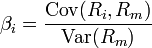 β_i = Cov(R_i, R_m) / Var(R_m)